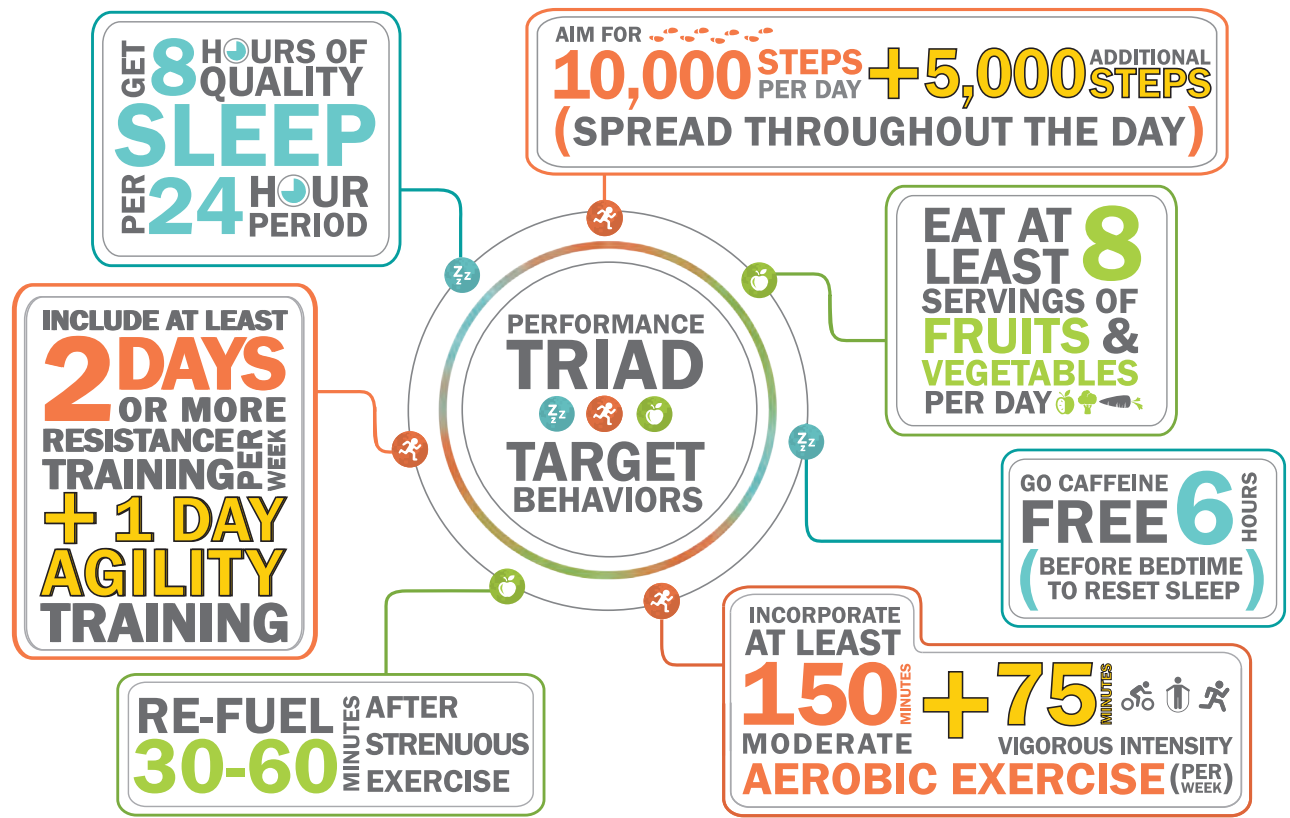 GET 8 HOURS OF
QUALITY
SLEEP
PER 24 HOUR
PERIOD
AIM FOR
10,000 STEPS PER DAY + 5,000 ADDITIONAL STEPS
(SPREAD THROUGHOUT THE DAY)
EAT AT
LEAST 8
SERVINGS OF
FRUITS &
VEGETABLES
PER DAY
INCLUDE AT LEAST
2 DAYS
OR MORE
RESISTANCE
TRAINING PER WEEK
+ 1 DAY
AGILITY
TRAINING
PERFORMANCE
TRIAD
TARGET
BEHAVIORS
GO CAFFEINE
FREE 6 HOURS
(BEFORE BEDTIME
TO RESET SLEEP)
RE-FUEL
30-60 MINUTES
AFTER
STRENUOUS
EXERCISE
INCORPORATE
AT LEAST
150 MINUTES
MODERATE
+ 75 MINUTES
VIGOROUS INTENSITY
AEROBIC EXERCISE (PER WEEK)
Zzz
Zzz
Zzz